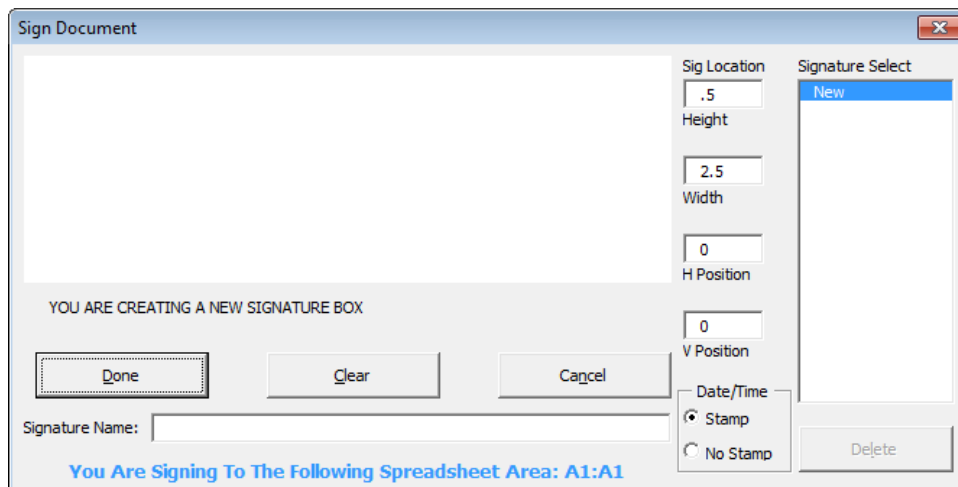 Sign Document
Sig Location
Signature Select
.5
New
Height
2.5
Width
0
H Position
YOU ARE CREATING A NEW SIGNATURE BOX
0
V Position
Done
Clear
Cancel
Date/Time
Stamp
No Stamp
Signature Name:
Delete
You Are Signing To The Following Spreadsheet Area: A1:A1